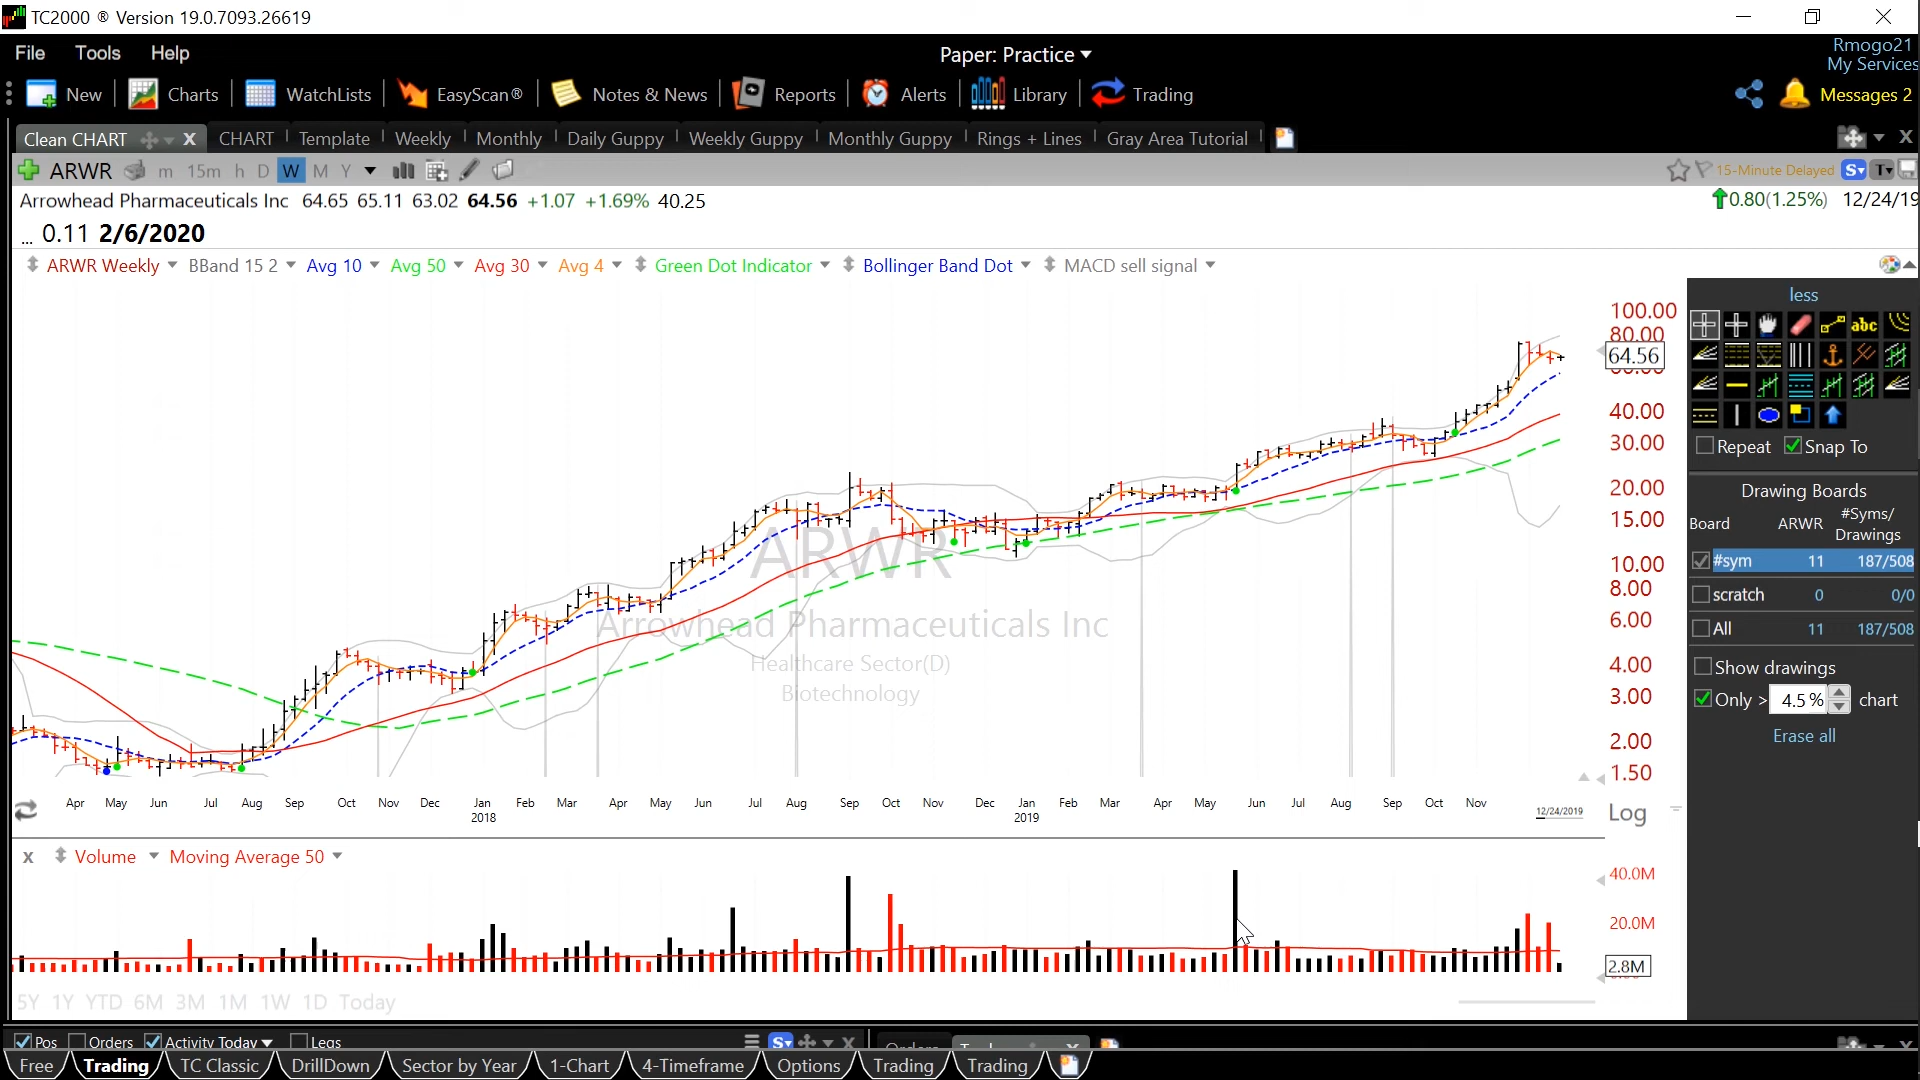 TC2000 ® Version 19.0.7093.26619
File Tools Help
Paper: Practice
Rmogo21
My Services
New Charts WatchLists EasyScan® Notes & News Reports Alerts Library Trading
Messages 2
Clean CHART X CHART Template Weekly Monthly Daily Guppy Weekly Guppy Monthly Guppy Rings + Lines Gray Area Tutorial
ARWR m 15m h D W M Y
15-Minute Delayed S T
Arrowhead Pharmaceuticals Inc 64.65 65.11 63.02 64.56 +1.07 +1.69% 40.25
0.80(1.25%) 12/24/19
... 0.11 2/6/2020
ARWR Weekly BBand 15 2 Avg 10 Avg 50 Avg 30 Avg 4 Green Dot Indicator Bollinger Band Dot MACD sell signal
100.00
80.00
64.56
40.00
30.00
20.00
15.00
10.00
8.00
6.00
4.00
3.00
2.00
1.50
ARWR
Arrowhead Pharmaceuticals Inc
Healthcare Sector(D)
Biotechnology
Apr May Jun Jul Aug Sep Oct Nov Dec Jan Feb Mar Apr May Jun Jul Aug Sep Oct Nov Dec Jan Feb Mar Apr May Jun Jul Aug Sep Oct Nov 12/24/2019
2018 2019
Log
x Volume Moving Average 50
40.0M
20.0M
2.8M
5Y 1Y YTD 6M 3M 1M 1W 1D Today
less
abc
Repeat Snap To
Drawing Boards
Board ARWR #Syms/
Drawings
#sym 11 187/508
scratch 0 0/0
All 11 187/508
Show drawings
Only > 4.5 % chart
Erase all
Pos Orders Activity Today Legs
S
Free Trading TC Classic DrillDown Sector by Year 1-Chart 4-Timeframe Options Trading Trading